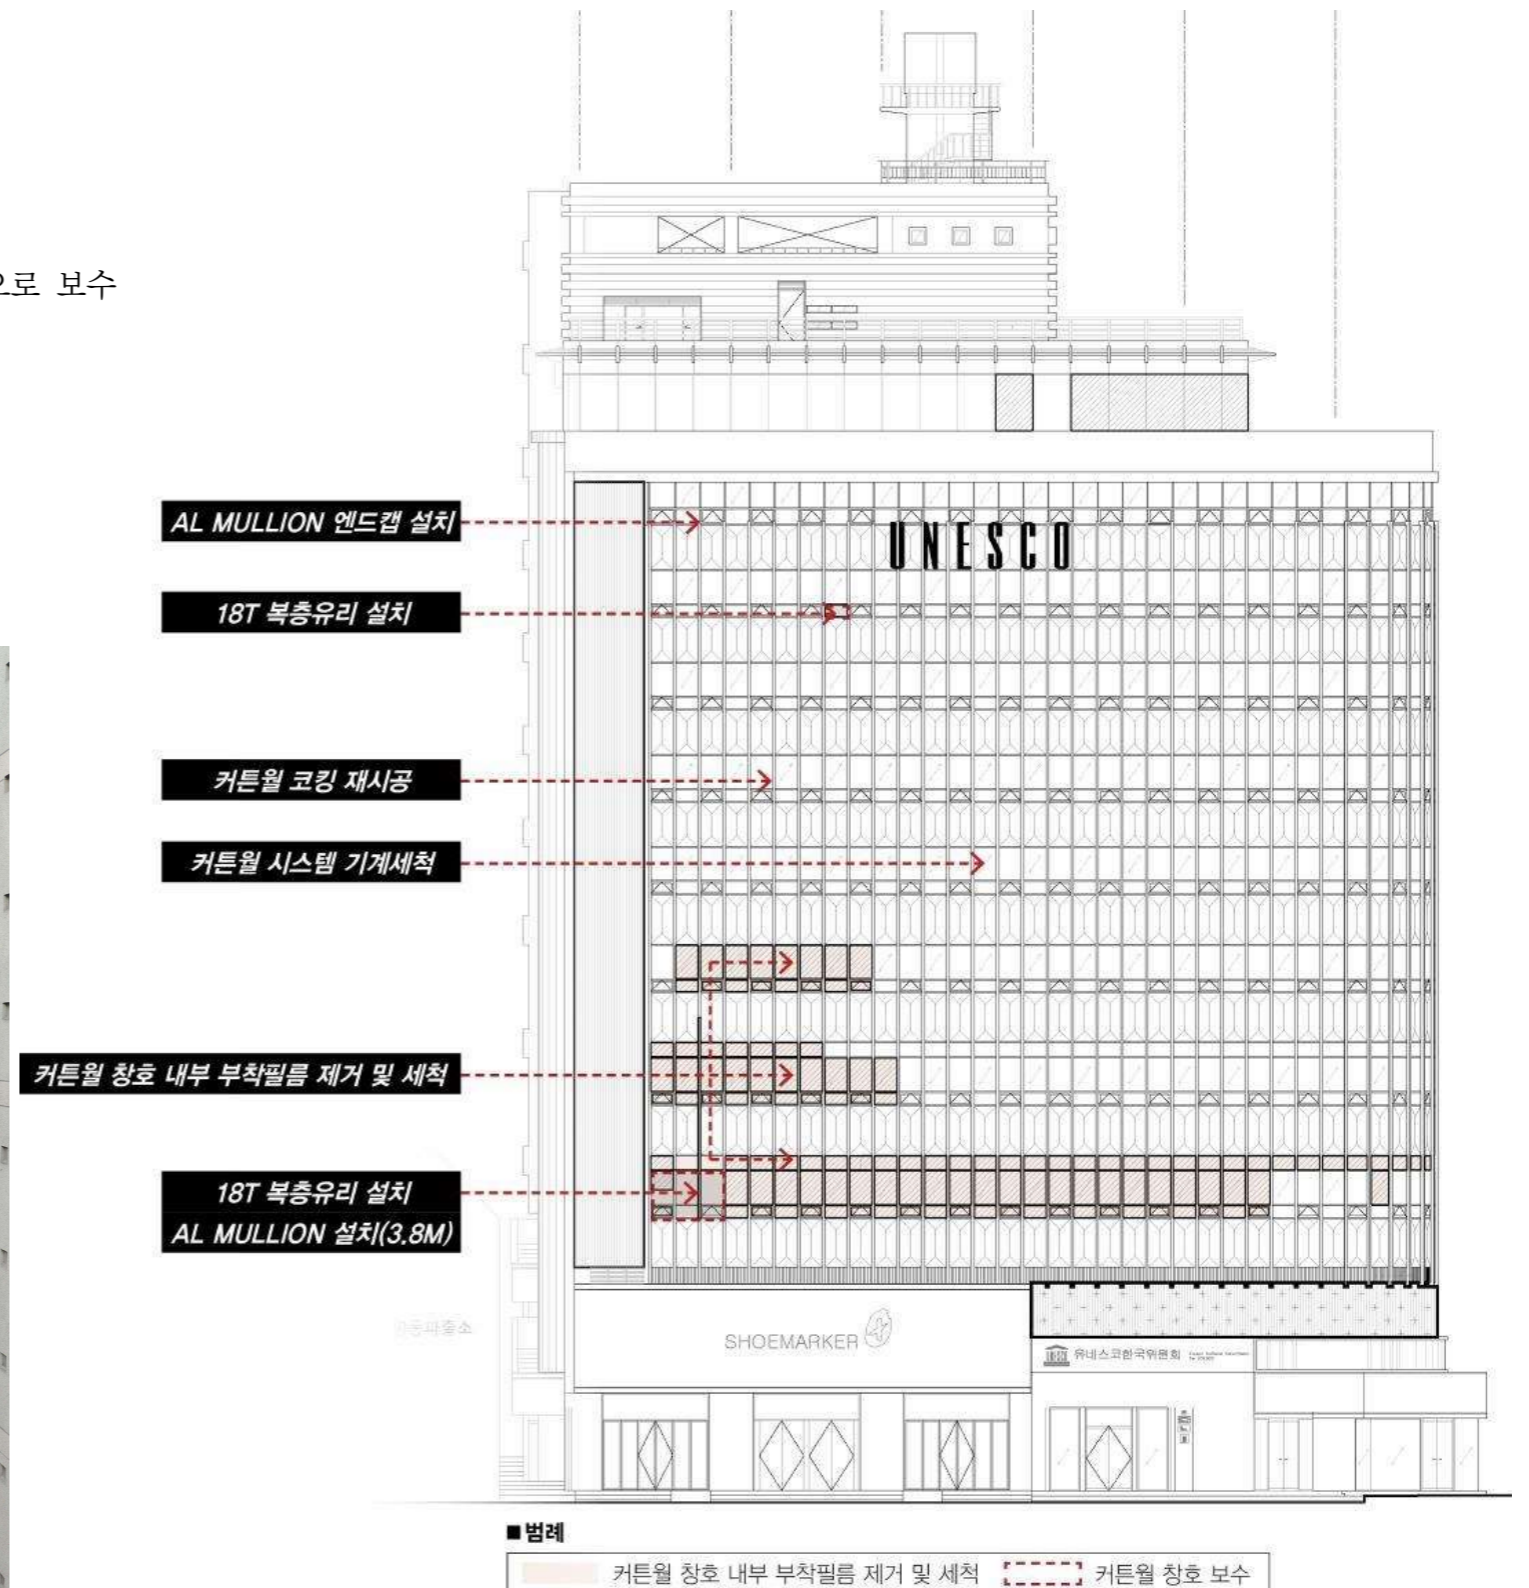 으로 보수
UNESCO
AL MULLION 엔드캡 설치
18T 복층유리 설치
커튼월 코킹 재시공
커튼월 시스템 기계세척
커튼월 창호 내부 부착필름 제거 및 세척
18T 복층유리 설치
AL MULLION 설치(3.8M)
SHOEMARKER
유네스코한국위원회
■범례
커튼월 창호 내부 부착필름 제거 및 세척
커튼월 창호 보수